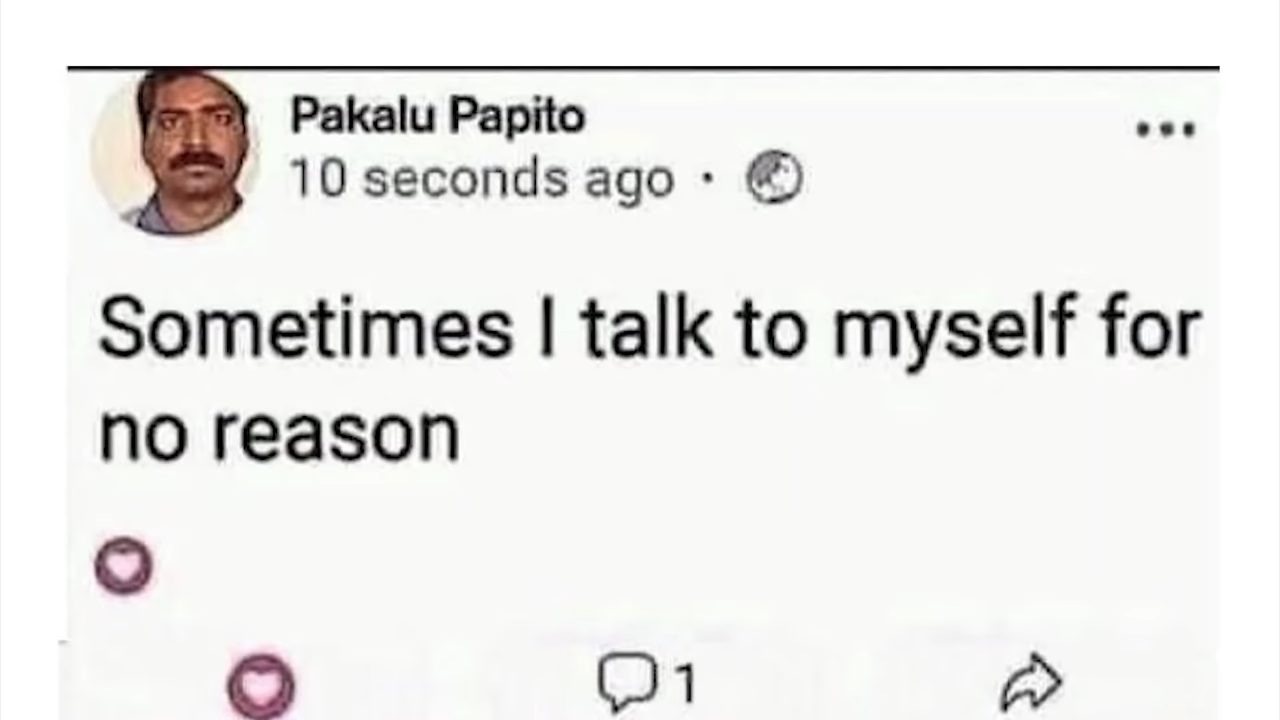 Pakalu Papito
10 seconds ago ·
Sometimes I talk to myself for
no reason
1